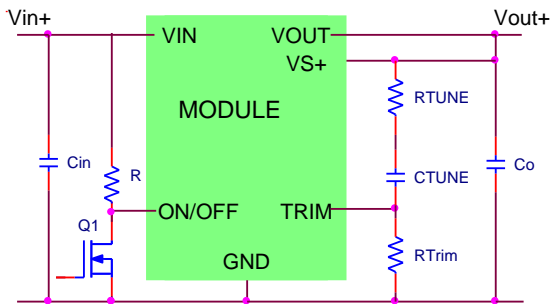 Vin+
Vout+
VIN
VOUT
VS+
RTUNE
MODULE
Cin
R
CTUNE
Co
ON/OFF
TRIM
Q1
RTrim
GND